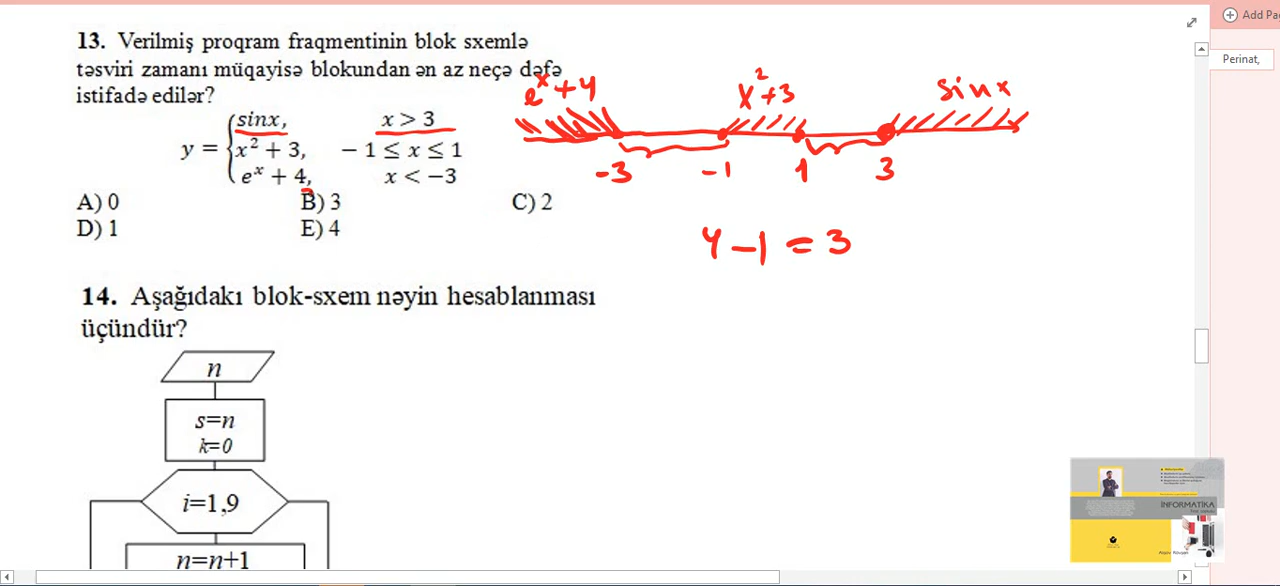 Add Pa
Perinat,
13. Verilmiş proqram fraqmentinin blok sxemlə
təsviri zamanı müqayisə blokundan ən az neçə dəfə
istifadə edilər?
y = {sinx, x > 3
x² + 3, − 1 ≤ x ≤ 1
eˣ + 4, x < −3
A) 0 B) 3 C) 2
D) 1 E) 4
eˣ+4 x²+3 sinx
-3 -1 1 3
4-1=3
14. Aşağıdakı blok-sxem nəyin hesablanması
üçündür?
n
s=n
k=0
i=1,9
n=n+1
İNFORMATİKA